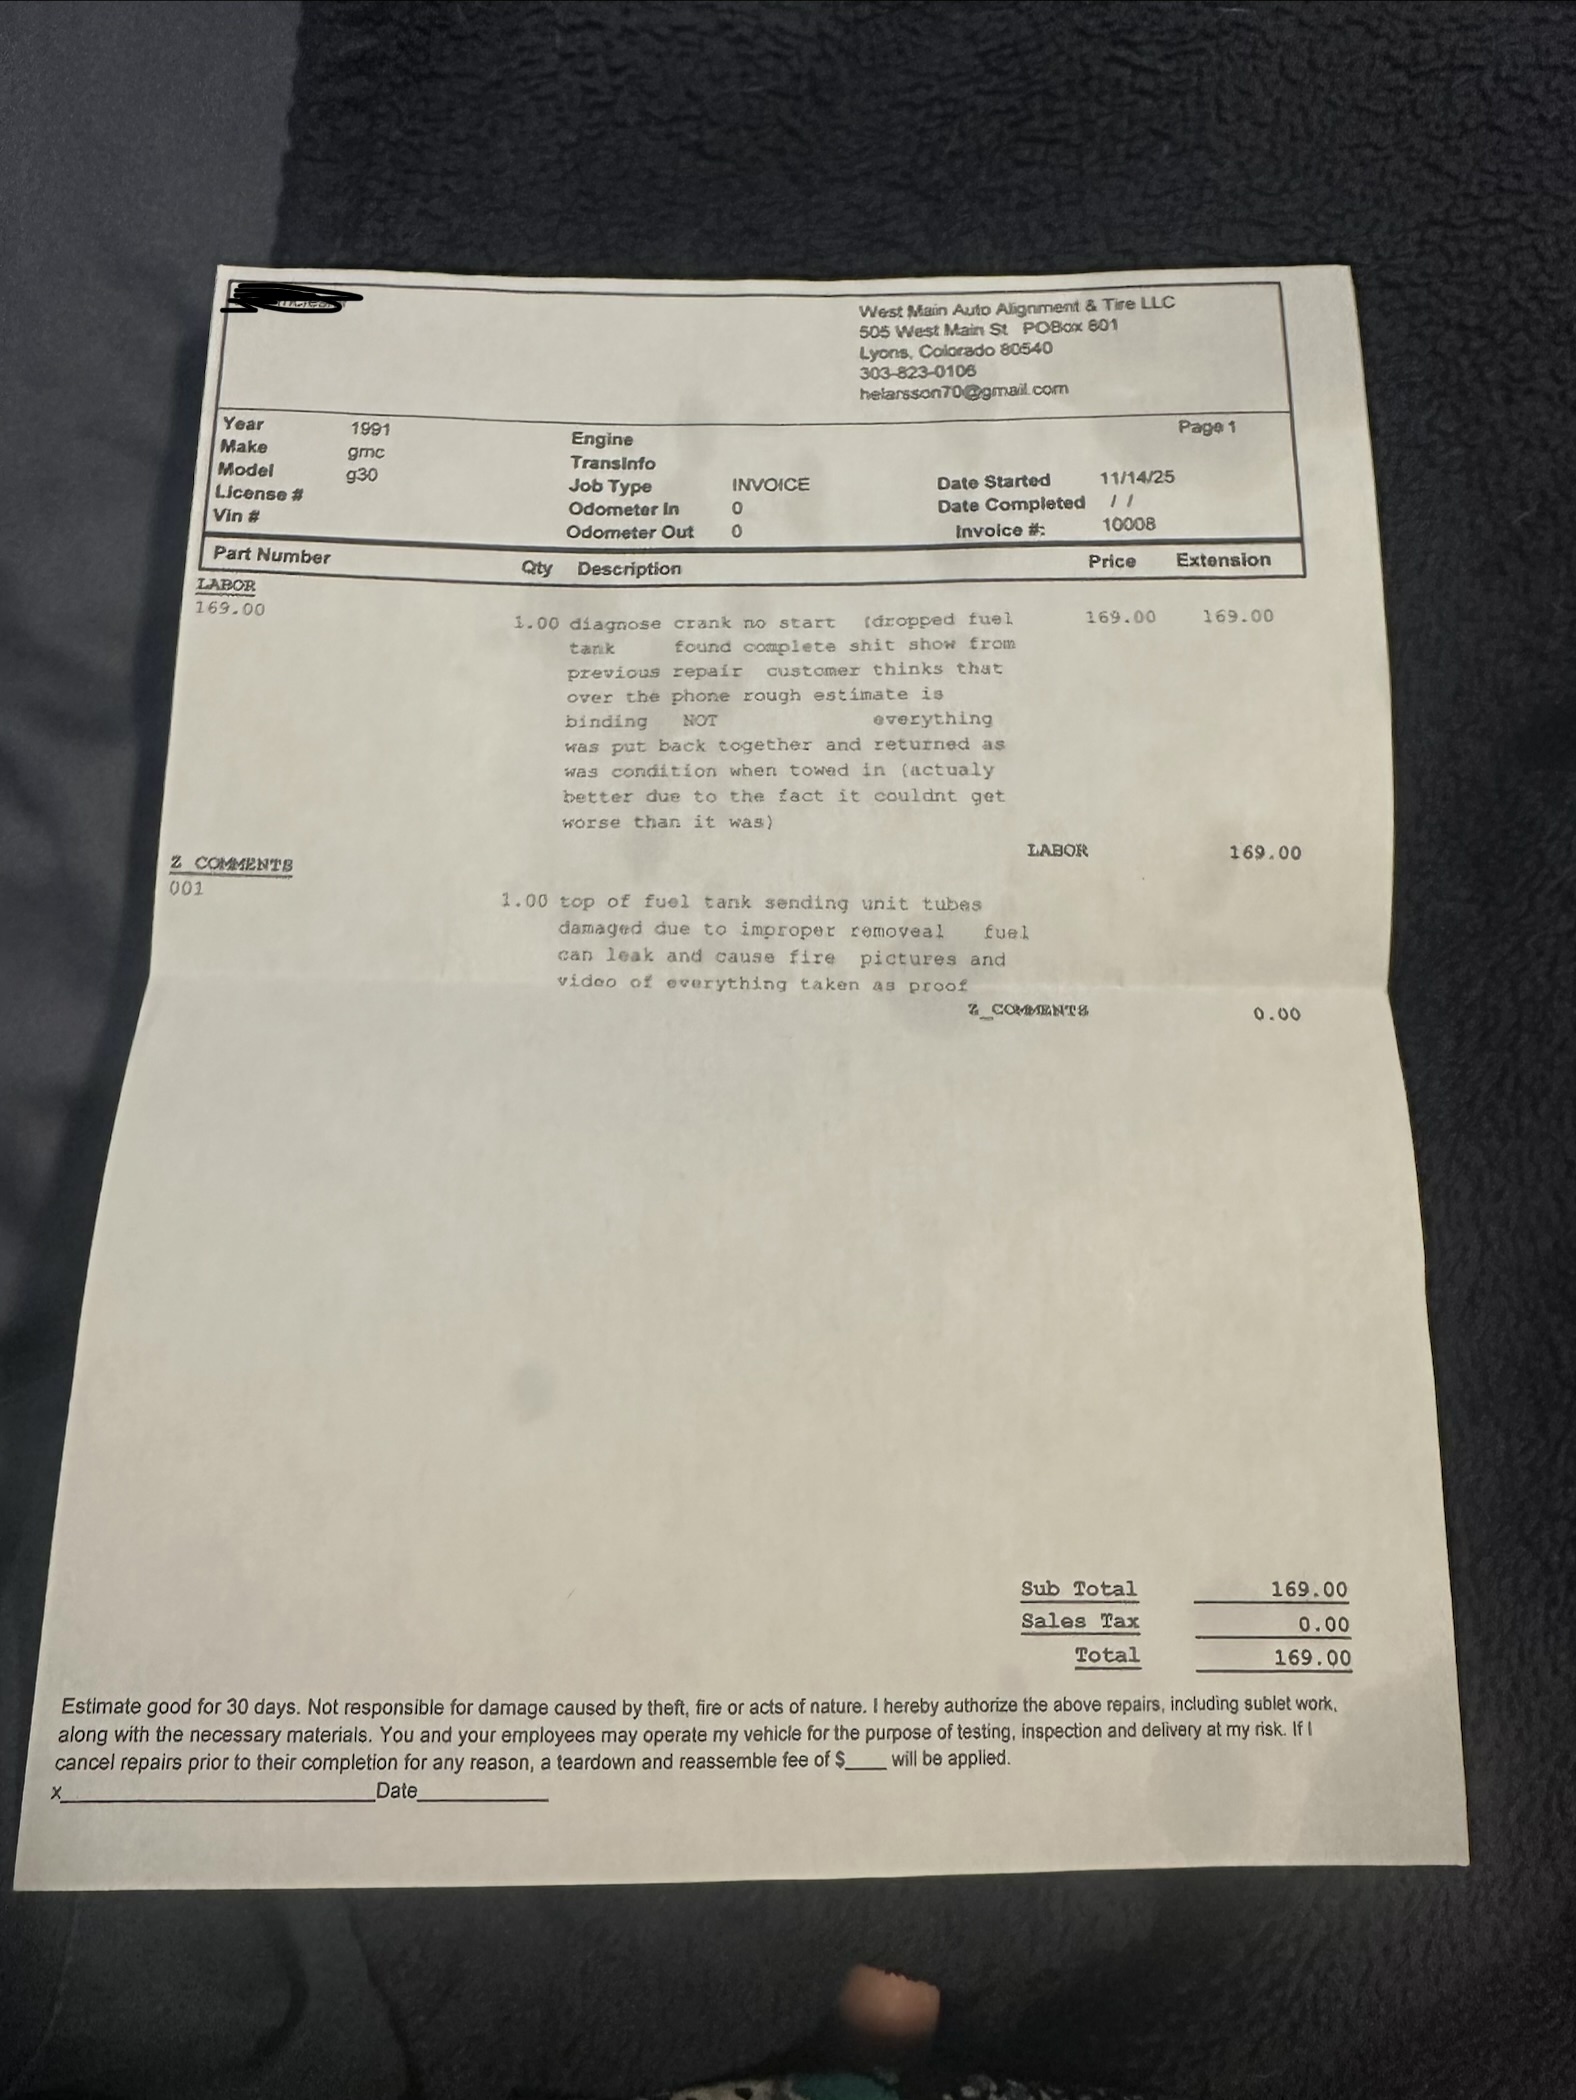 West Main Auto Alignment & Tire LLC
505 West Main St POBox 801
Lyons, Colorado 80540
303-823-0106
helarsson70@gmail.com
Page 1
Year 1991
Make gmc
Model g30
License #
Vin #
Engine
TransInfo
Job Type INVOICE
Odometer In 0
Odometer Out 0
Date Started 11/14/25
Date Completed / /
Invoice #: 10008
Part Number Qty Description Price Extension
LABOR
169.00 1.00 diagnose crank no start (dropped fuel 169.00 169.00
tank found complete shit show from
previous repair customer thinks that
over the phone rough estimate is
binding NOT everything
was put back together and returned as
was condition when towed in (actualy
better due to the fact it couldnt get
worse than it was)
LABOR 169.00
Z COMMENTS
001 1.00 top of fuel tank sending unit tubes
damaged due to improper removeal fuel
can leak and cause fire pictures and
video of everything taken as proof
Z_COMMENTS 0.00
Sub Total 169.00
Sales Tax 0.00
Total 169.00
Estimate good for 30 days. Not responsible for damage caused by theft, fire or acts of nature. I hereby authorize the above repairs, including sublet work,
along with the necessary materials. You and your employees may operate my vehicle for the purpose of testing, inspection and delivery at my risk. If I
cancel repairs prior to their completion for any reason, a teardown and reassemble fee of $____ will be applied.
x____________________Date__________